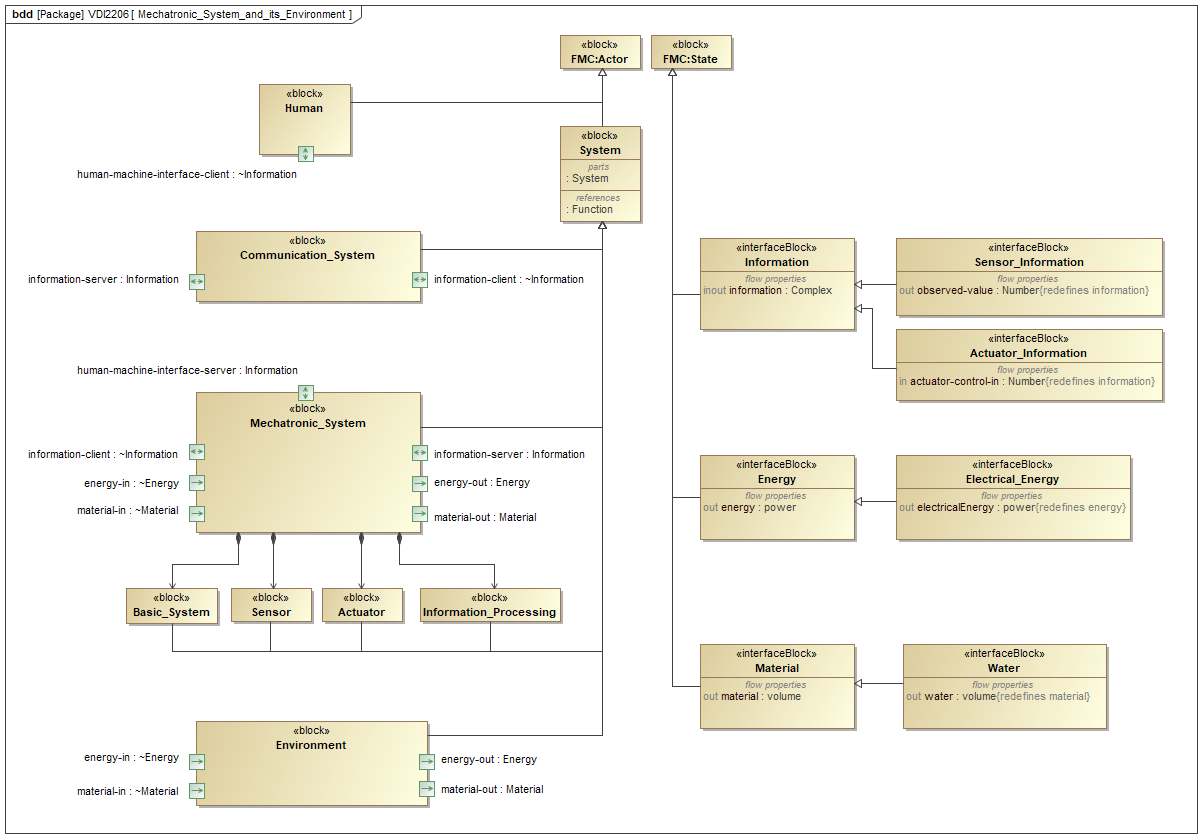 bdd [Package] VDI2206 [ Mechatronic_System_and_its_Environment ]
«block»
FMC:Actor
«block»
FMC:State
«block»
Human
human-machine-interface-client : ~Information
«block»
System
parts
: System
references
: Function
«block»
Communication_System
information-server : Information
information-client : ~Information
human-machine-interface-server : Information
«block»
Mechatronic_System
information-client : ~Information
energy-in : ~Energy
material-in : ~Material
information-server : Information
energy-out : Energy
material-out : Material
«block»
Basic_System
«block»
Sensor
«block»
Actuator
«block»
Information_Processing
«block»
Environment
energy-in : ~Energy
material-in : ~Material
energy-out : Energy
material-out : Material
«interfaceBlock»
Information
flow properties
inout information : Complex
«interfaceBlock»
Sensor_Information
flow properties
out observed-value : Number{redefines information}
«interfaceBlock»
Actuator_Information
flow properties
in actuator-control-in : Number{redefines information}
«interfaceBlock»
Energy
flow properties
out energy : power
«interfaceBlock»
Electrical_Energy
flow properties
out electricalEnergy : power{redefines energy}
«interfaceBlock»
Material
flow properties
out material : volume
«interfaceBlock»
Water
flow properties
out water : volume{redefines material}